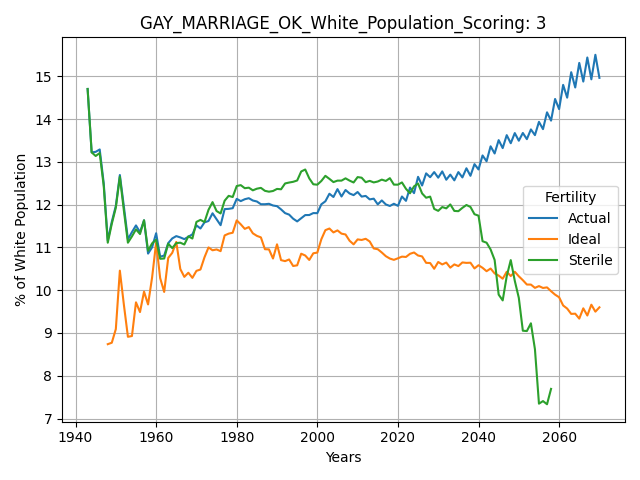 GAY_MARRIAGE_OK_White_Population_Scoring: 3
% of White Population
15
14
13
12
11
10
9
8
7
Fertility
Actual
Ideal
Sterile
1940 1960 1980 2000 2020 2040 2060
Years